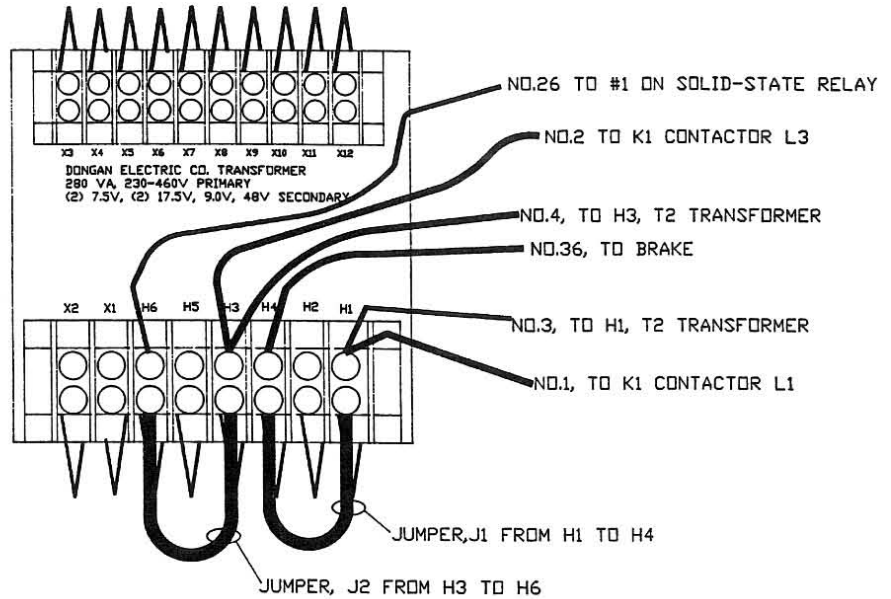 X3 X4 X5 X6 X7 X8 X9 X10 X11 X12
DONGAN ELECTRIC CO. TRANSFORMER
280 VA, 230-460V PRIMARY
(2) 7.5V, (2) 17.5V, 9.0V, 48V SECONDARY
NO.26 TO #1 ON SOLID-STATE RELAY
NO.2 TO K1 CONTACTOR L3
NO.4, TO H3, T2 TRANSFORMER
NO.36, TO BRAKE
X2 X1 H6 H5 H3 H4 H2 H1
NO.3, TO H1, T2 TRANSFORMER
NO.1, TO K1 CONTACTOR L1
JUMPER,J1 FROM H1 TO H4
JUMPER, J2 FROM H3 TO H6